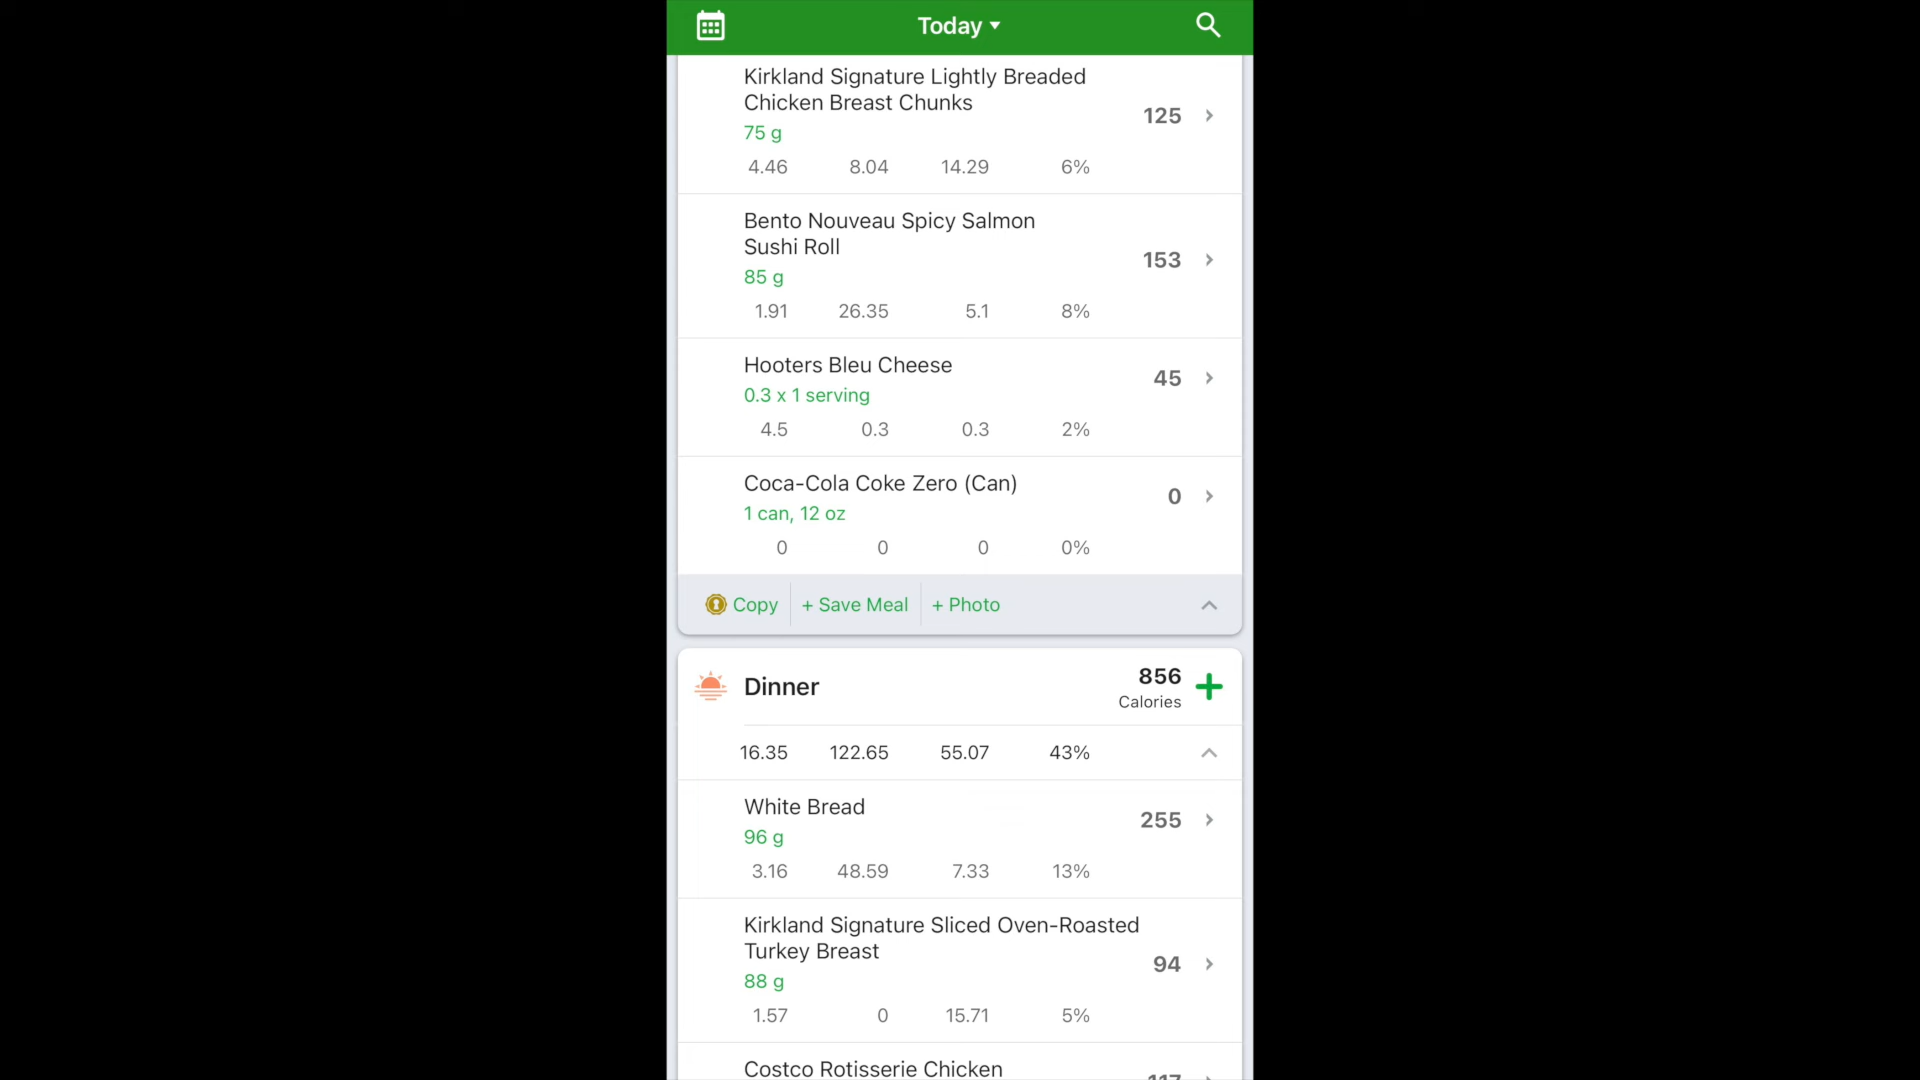 Today
Kirkland Signature Lightly Breaded
Chicken Breast Chunks
125
75 g
4.46 8.04 14.29 6%
Bento Nouveau Spicy Salmon
Sushi Roll
153
85 g
1.91 26.35 5.1 8%
Hooters Bleu Cheese
45
0.3 x 1 serving
4.5 0.3 0.3 2%
Coca-Cola Coke Zero (Can)
0
1 can, 12 oz
0 0 0 0%
Copy + Save Meal + Photo
Dinner
856
Calories
16.35 122.65 55.07 43%
White Bread
255
96 g
3.16 48.59 7.33 13%
Kirkland Signature Sliced Oven-Roasted
Turkey Breast
94
88 g
1.57 0 15.71 5%
Costco Rotisserie Chicken